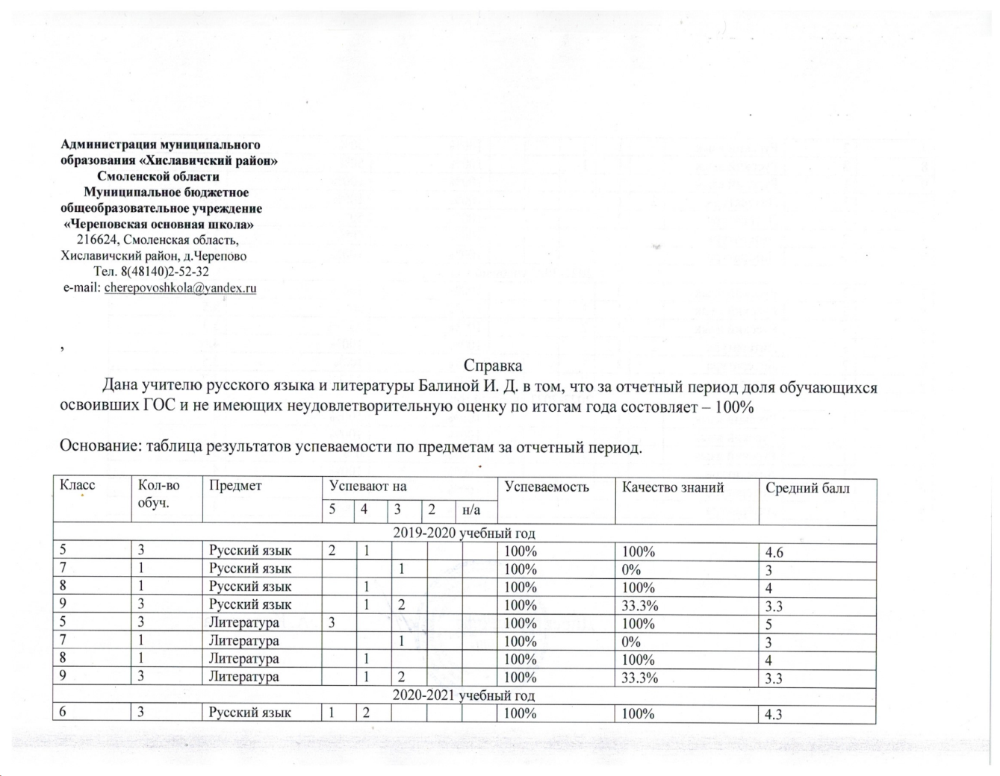 Администрация муниципального
образования «Хиславичский район»
Смоленской области
Муниципальное бюджетное
общеобразовательное учреждение
«Череповская основная школа»
216624, Смоленская область,
Хиславичский район, д.Черепово
Тел. 8(48140)2-52-32
e-mail: cherepovoshkola@yandex.ru
,
Справка
Дана учителю русского языка и литературы Балиной И. Д. в том, что за отчетный период доля обучающихся
освоивших ГОС и не имеющих неудовлетворительную оценку по итогам года состовляет – 100%
Основание: таблица результатов успеваемости по предметам за отчетный период.
Класс Кол-во обуч. Предмет Успевают на Успеваемость Качество знаний Средний балл
5 4 3 2 н/а
2019-2020 учебный год
5 3 Русский язык 2 1 100% 100% 4.6
7 1 Русский язык 1 100% 0% 3
8 1 Русский язык 1 100% 100% 4
9 3 Русский язык 1 2 100% 33.3% 3.3
5 3 Литература 3 100% 100% 5
7 1 Литература 1 100% 0% 3
8 1 Литература 1 100% 100% 4
9 3 Литература 1 2 100% 33.3% 3.3
2020-2021 учебный год
6 3 Русский язык 1 2 100% 100% 4.3